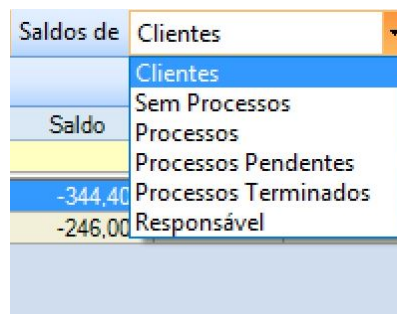 Saldos de Clientes
Clientes
Sem Processos
Saldo
Processos
Processos Pendentes
-344,40
Processos Terminados
-246,00
Responsável